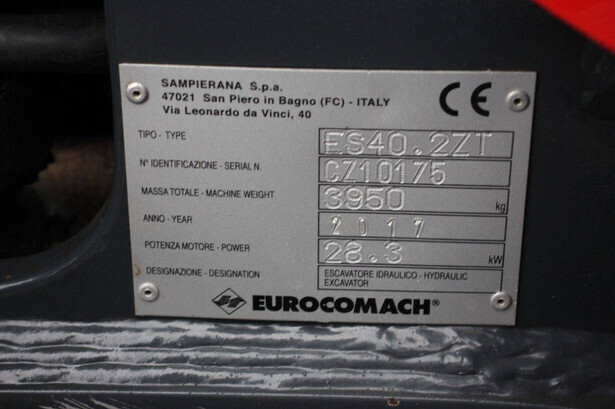 SAMPIERANA S.p.a.
47021 San Piero in Bagno (FC) - ITALY
Via Leonardo da Vinci, 40
CE
TIPO - TYPE ES40.2ZT
N° IDENTIFICAZIONE - SERIAL N. CZ10175
MASSA TOTALE - MACHINE WEIGHT 3950 kg
ANNO - YEAR 2017
POTENZA MOTORE - POWER 28.3 kW
DESIGNAZIONE - DESIGNATION ESCAVATORE IDRAULICO - HYDRAULIC
EXCAVATOR
EUROCOMACH®